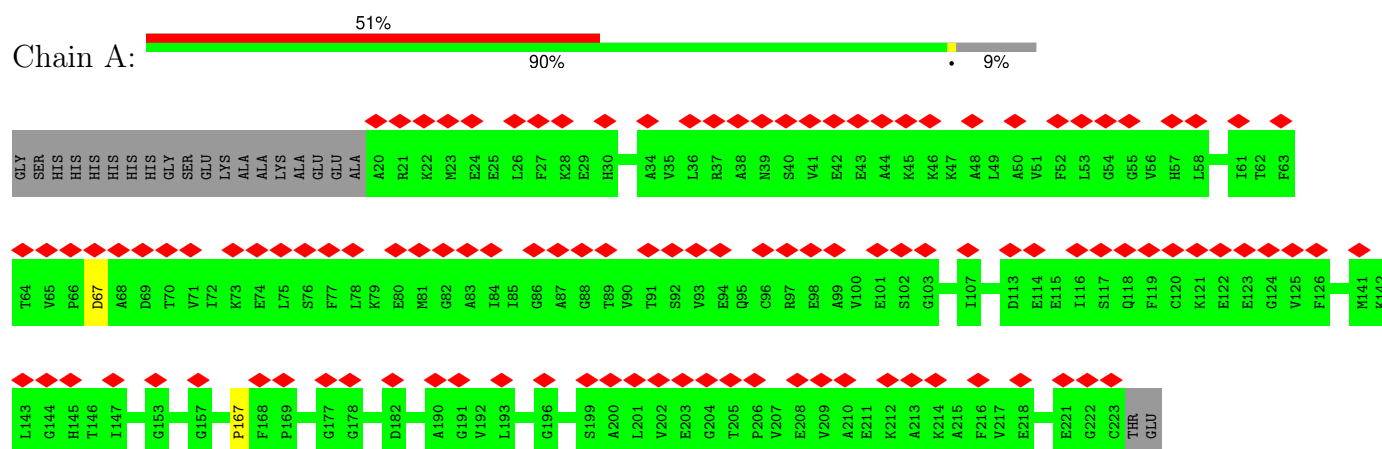 51%
Chain A:
90% • 9%
GLY SER HIS HIS HIS HIS HIS HIS GLY SER GLU LYS ALA ALA LYS ALA GLU GLU ALA A20 R21 K22 M23 E24 E25 L26 F27 K28 E29 H30 A34 V35 L36 R37 A38 N39 S40 V41 E42 E43 A44 K45 K46 K47 A48 L49 A50 V51 F52 L53 G54 G55 V56 H57 L58 I61 T62 F63
T64 V65 P66 D67 A68 D69 T70 V71 I72 K73 E74 L75 S76 F77 L78 K79 E80 M81 G82 A83 I84 I85 G86 A87 G88 T89 V90 T91 S92 V93 E94 Q95 C96 R97 E98 A99 V100 E101 S102 G103 I107 D113 E114 E115 I116 S117 Q118 F119 C120 K121 E122 E123 G124 V125 F126 M141 K142
L143 G144 H145 T146 I147 G153 G157 P167 F168 P169 G177 G178 D182 A190 G191 V192 L193 G196 S199 A200 L201 V202 E203 G204 T205 P206 V207 E208 V209 A210 E211 K212 A213 K214 A215 F216 V217 E218 E221 G222 C223 THR GLU